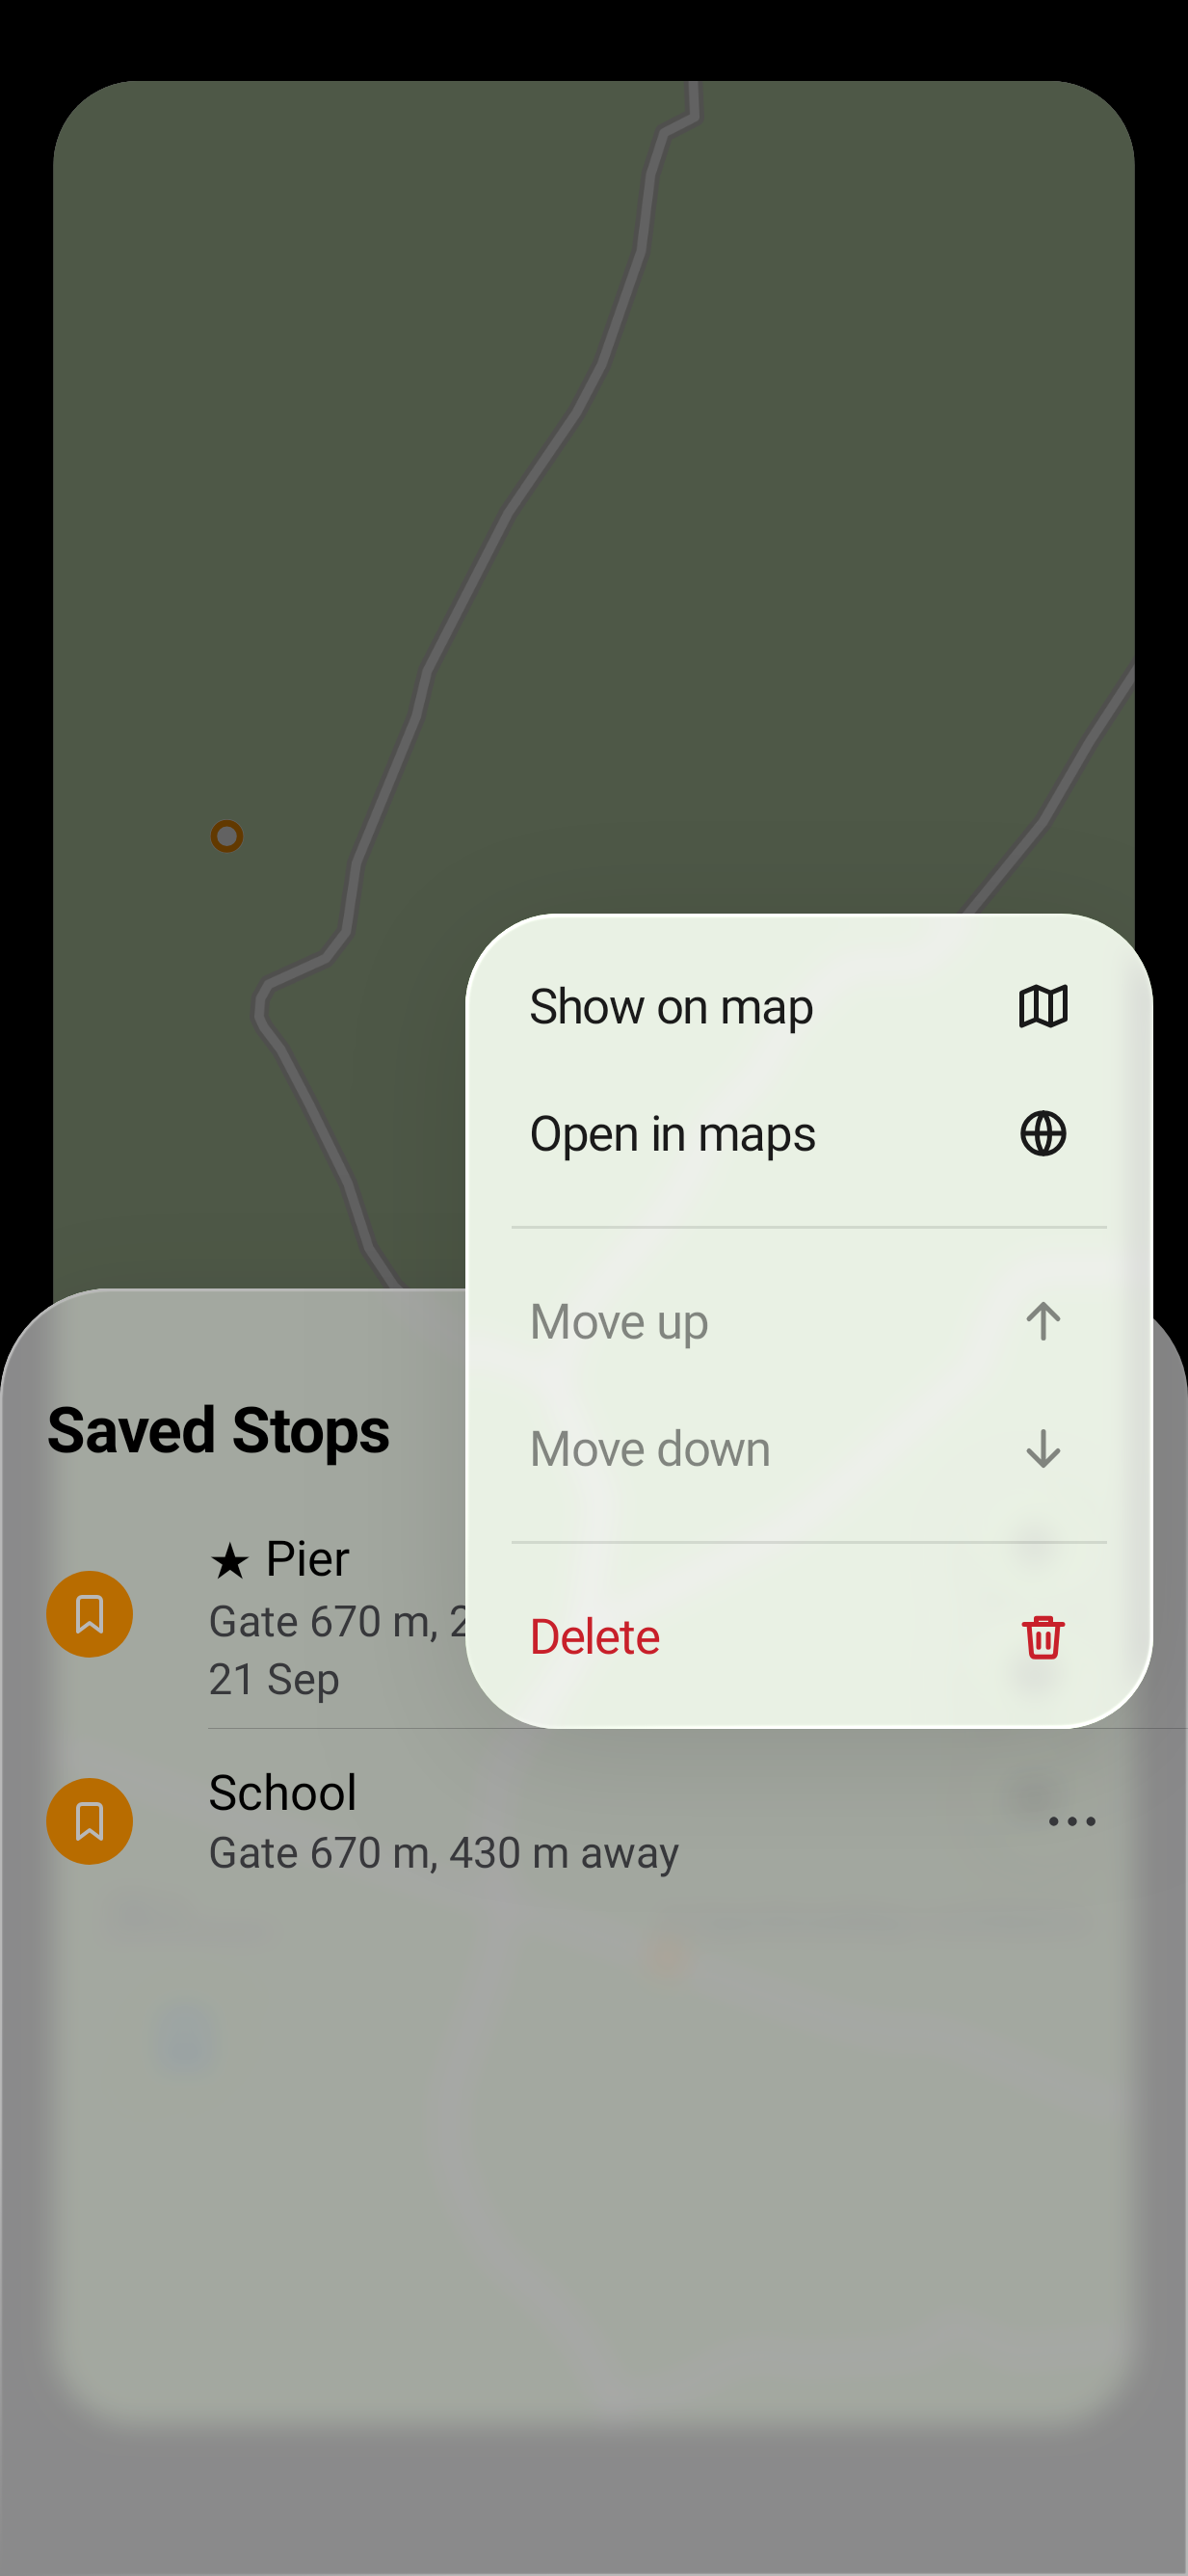 Show on map
Open in maps
Move up
Move down
Delete
Saved Stops
★ Pier
Gate 670 m, 2
21 Sep
School
Gate 670 m, 430 m away